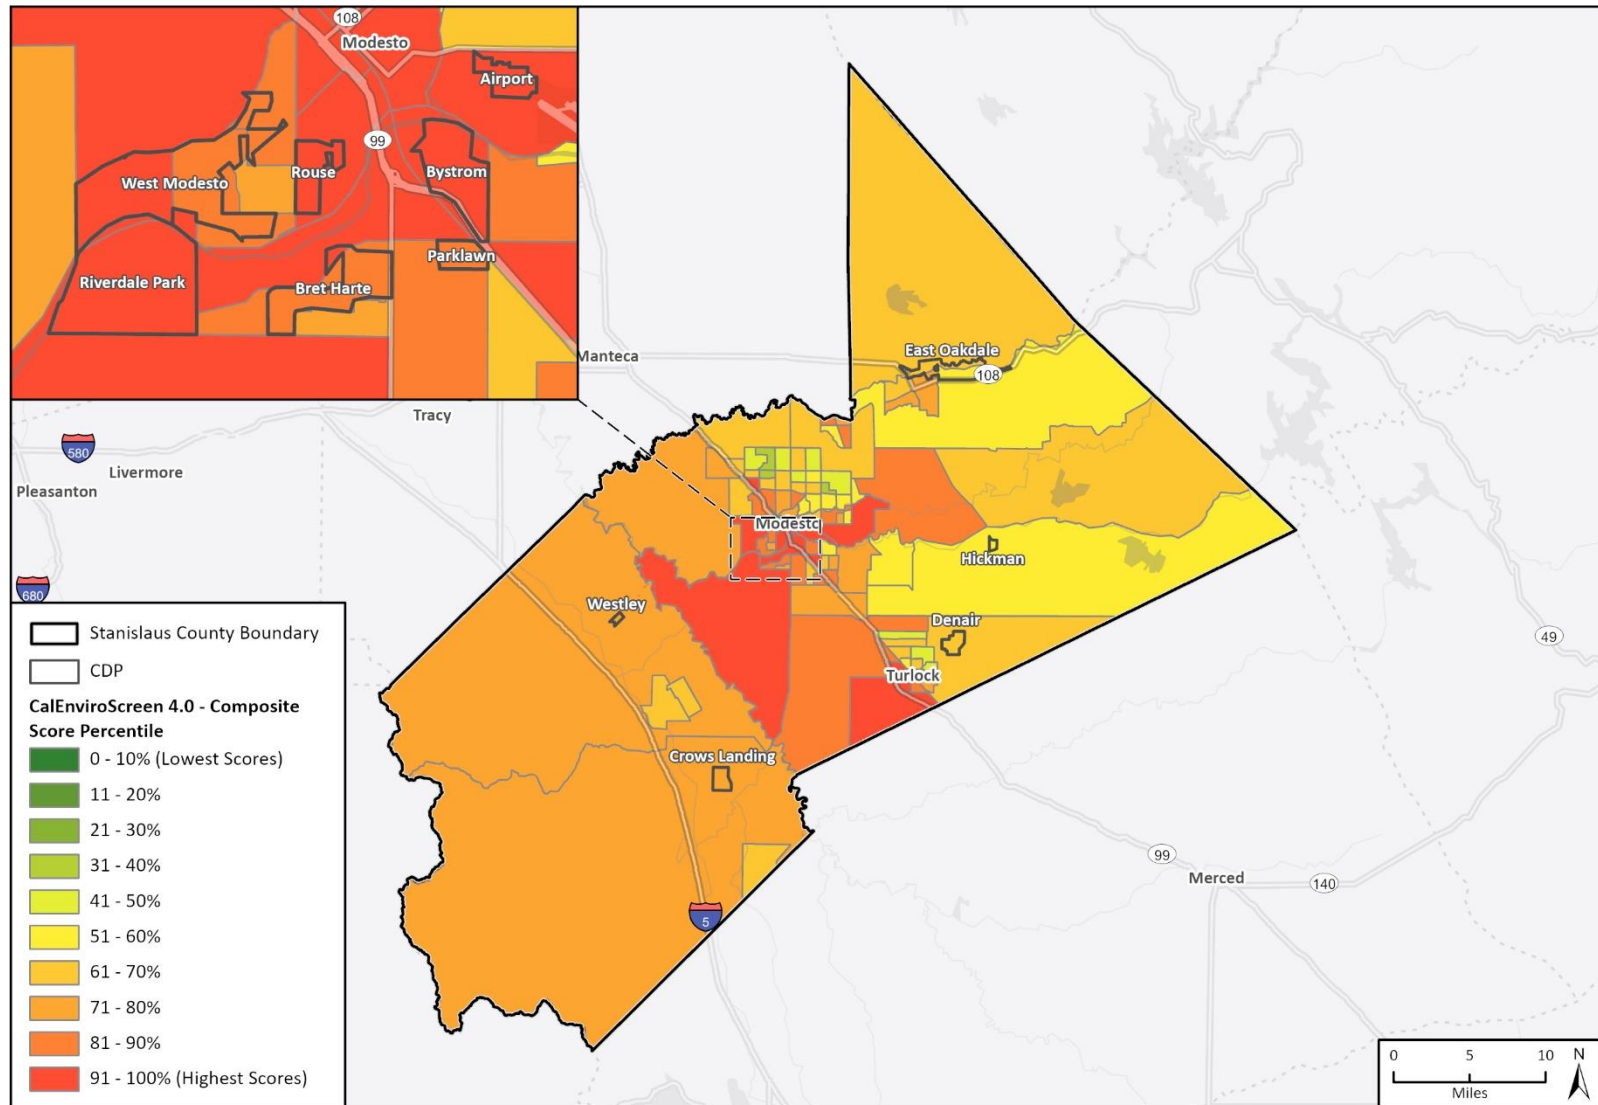 108
Modesto
Airport
99
West Modesto
Rouse
Bystrom
Parklawn
Riverdale Park
Bret Harte
Manteca
Tracy
580
Livermore
Pleasanton
680
East Oakdale
108
Modesto
Hickman
Westley
Denair
Turlock
49
Crows Landing
99
Merced
140
5
Stanislaus County Boundary
CDP
CalEnviroScreen 4.0 - Composite
Score Percentile
0 - 10% (Lowest Scores)
11 - 20%
21 - 30%
31 - 40%
41 - 50%
51 - 60%
61 - 70%
71 - 80%
81 - 90%
91 - 100% (Highest Scores)
0 5 10
Miles
N